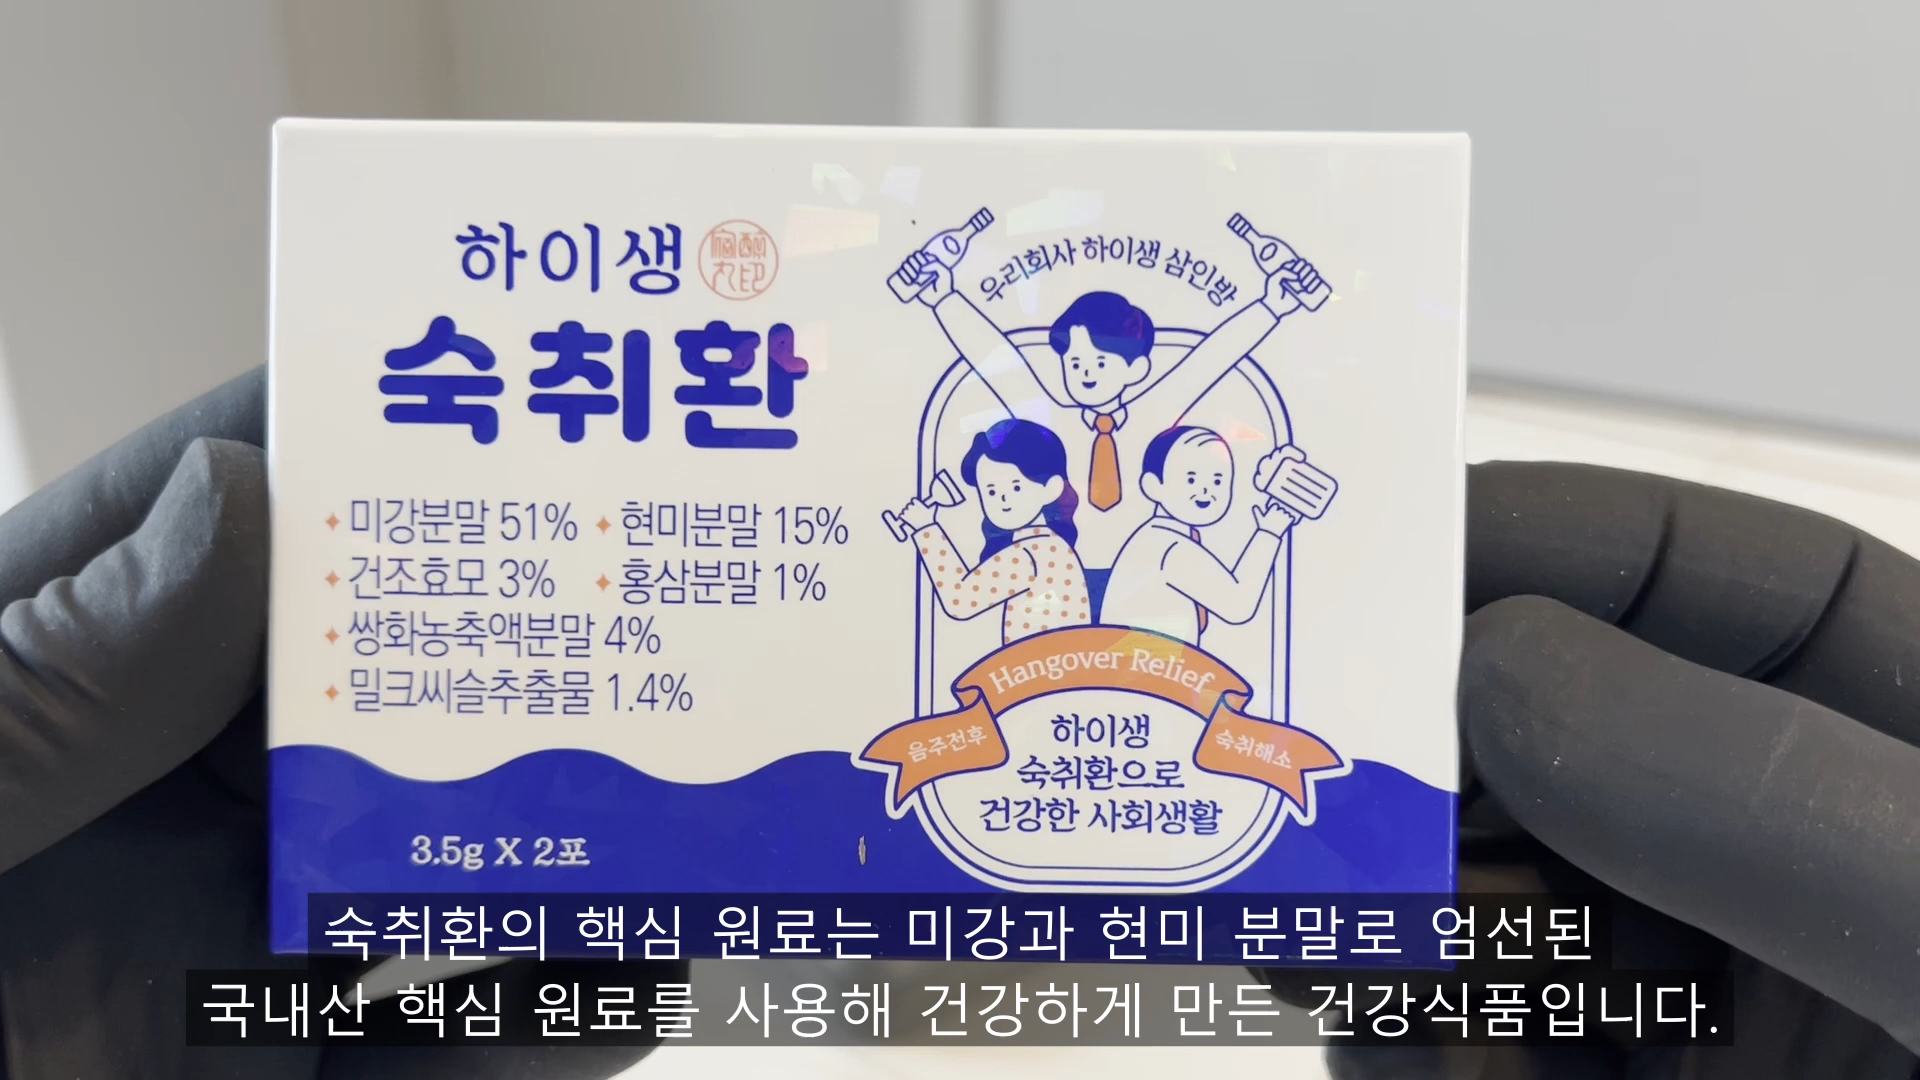 하이생
숙취환
미강분말 51%
현미분말 15%
건조효모 3%
홍삼분말 1%
쌍화농축액분말 4%
밀크씨슬추출물 1.4%
3.5g X 2포
우리회사 하이생 삼인방
Hangover Relief
음주전후
숙취해소
하이생
숙취환으로
건강한 사회생활
숙취환의 핵심 원료는 미강과 현미 분말로 엄선된
국내산 핵심 원료를 사용해 건강하게 만든 건강식품입니다.